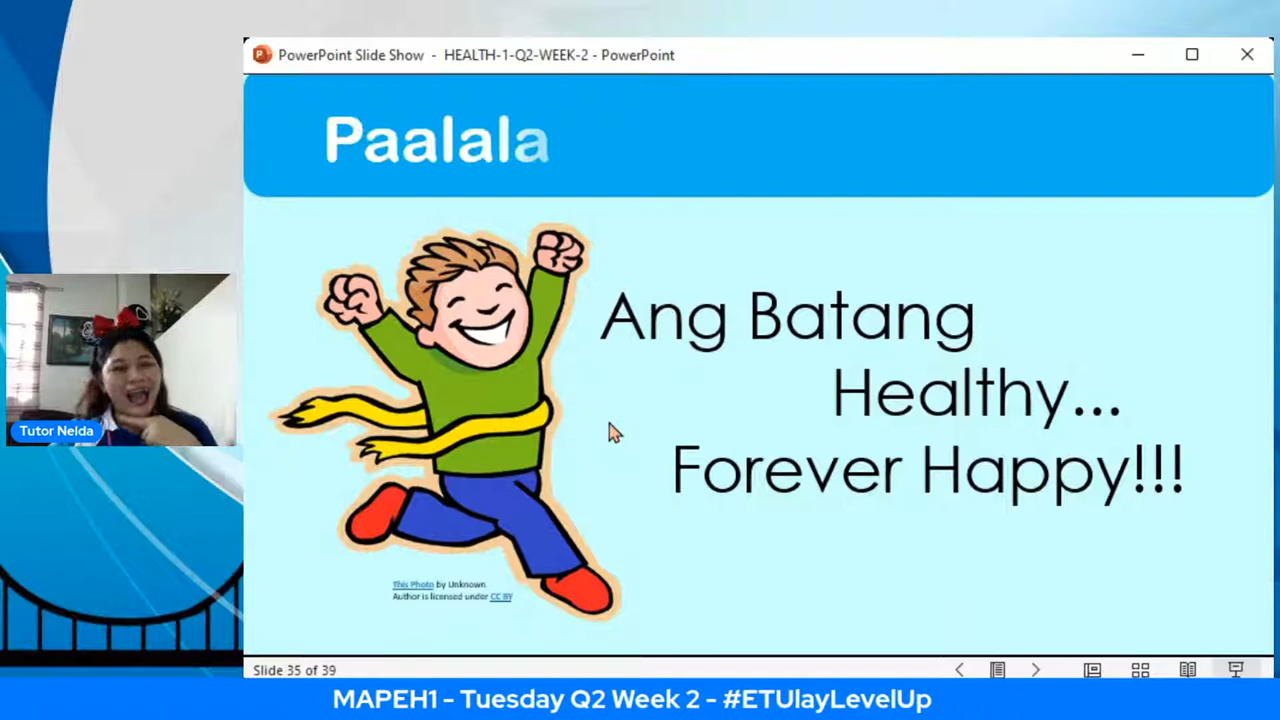 PowerPoint Slide Show - HEALTH-1-Q2-WEEK-2 - PowerPoint
Paalala
Ang Batang
Healthy...
Forever Happy!!!
Tutor Nelda
This Photo by Unknown
Author is licensed under CC BY
Slide 35 of 39
MAPEH1 - Tuesday Q2 Week 2 - #ETUlayLevelUp